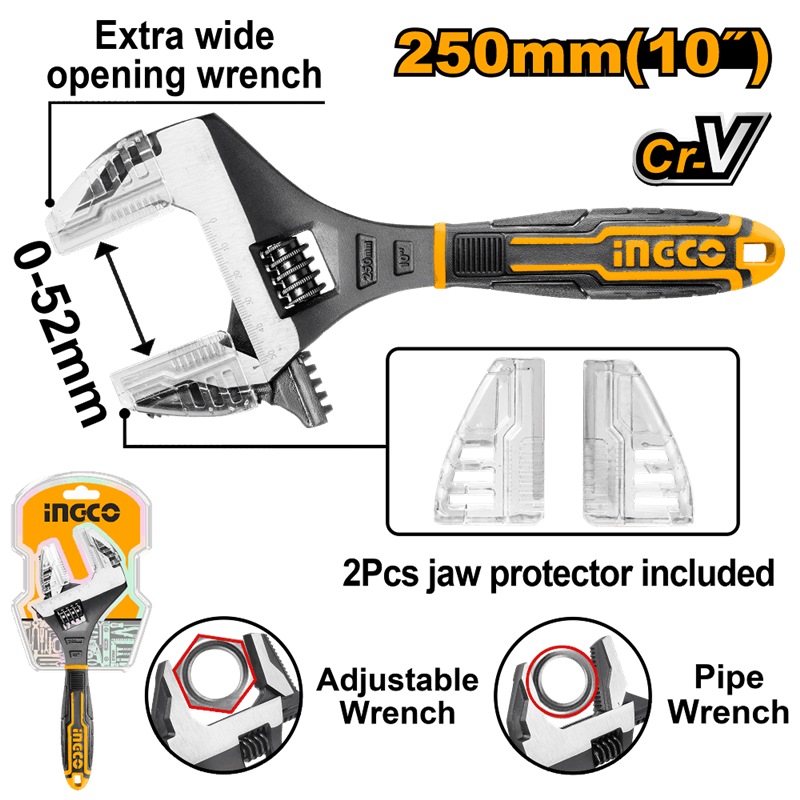 Extra wide
opening wrench
250mm(10″)
Cr-V
0-52mm
250mm
10"
INGCO
INGCO
2Pcs jaw protector included
Adjustable
Wrench
Pipe
Wrench